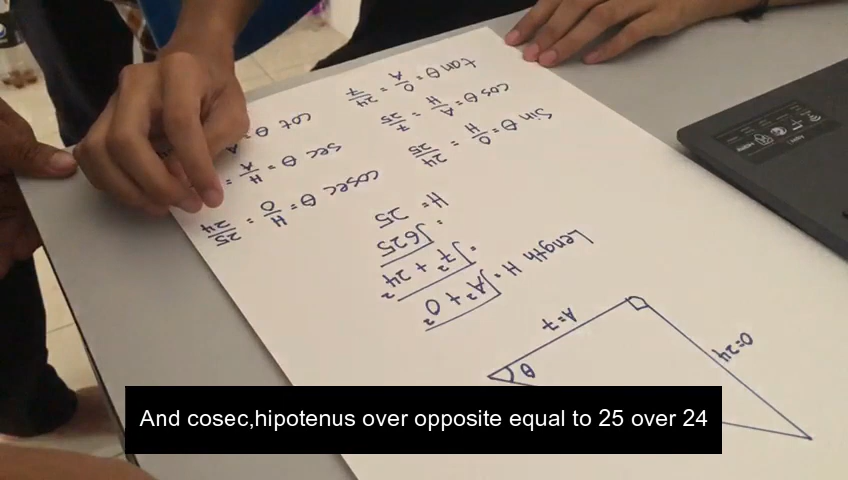 A=7
O=24
θ
Length H = √A² + O²
= √7² + 24²
= √625
H = 25
sin θ = O/H = 24/25
cos θ = A/H = 7/25
tan θ = O/A = 24/7
cosec θ = H/O = 25/24
sec θ = H/A =
cot θ = A
And cosec,hipotenus over opposite equal to 25 over 24